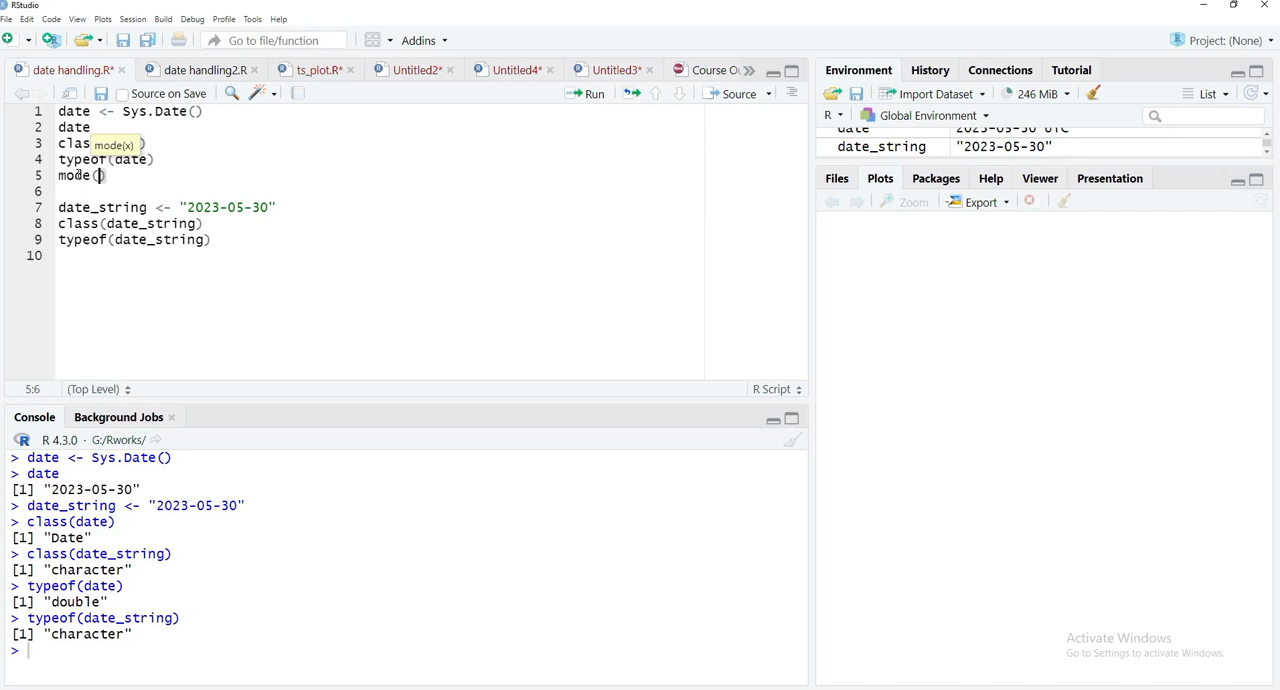 RStudio
File Edit Code View Plots Session Build Debug Profile Tools Help
Go to file/function Addins Project: (None)
date handling.R* date handling2.R ts_plot.R* Untitled2* Untitled4* Untitled3* Course O
Source on Save Run Source
1 date <- Sys.Date()
2 date
3 clas )
mode(x)
4 typeof(date)
5 mode()
6
7 date_string <- "2023-05-30"
8 class(date_string)
9 typeof(date_string)
10
5:6 (Top Level) R Script
Console Background Jobs
R 4.3.0 · G:/Rworks/
> date <- Sys.Date()
> date
[1] "2023-05-30"
> date_string <- "2023-05-30"
> class(date)
[1] "Date"
> class(date_string)
[1] "character"
> typeof(date)
[1] "double"
> typeof(date_string)
[1] "character"
>
Environment History Connections Tutorial
Import Dataset 246 MiB List
R Global Environment
date 2023-05-30 UTC
date_string "2023-05-30"
Files Plots Packages Help Viewer Presentation
Zoom Export
Activate Windows
Go to Settings to activate Windows.